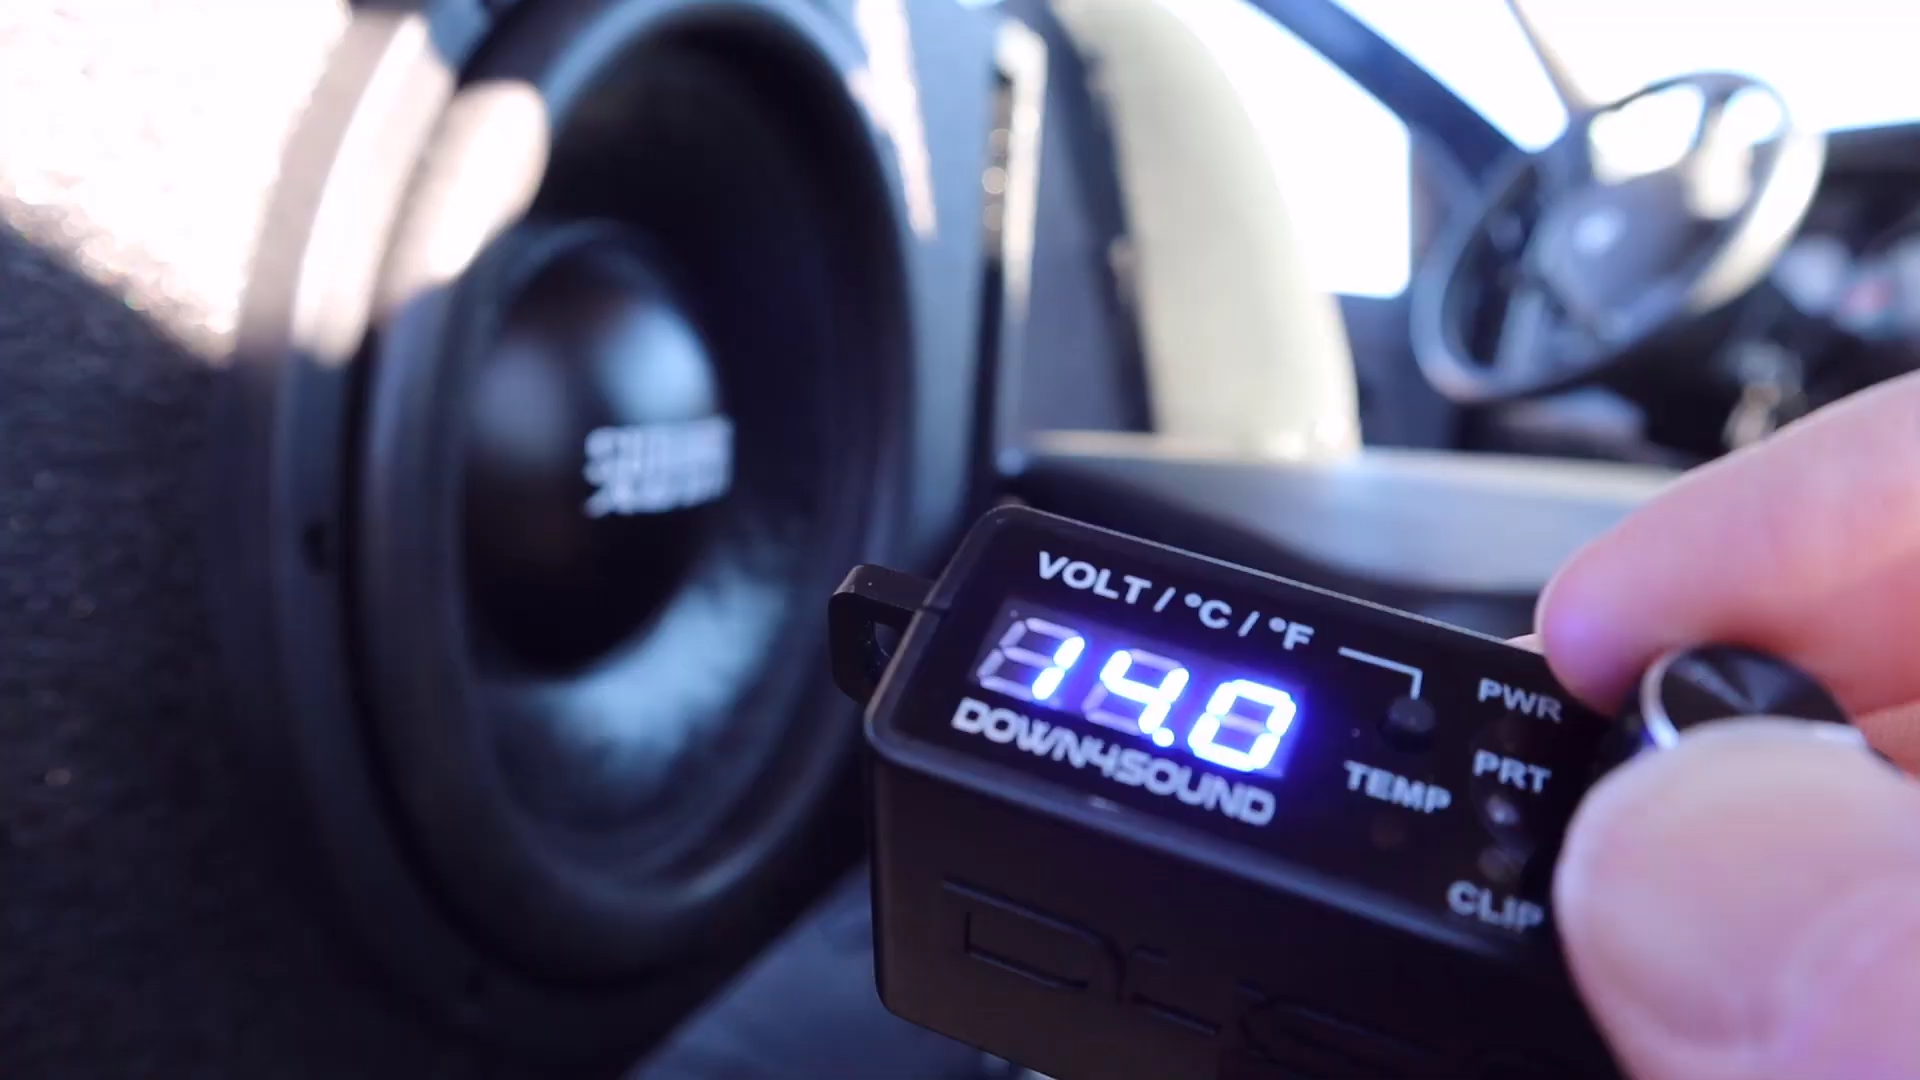 VOLT / °C / °F
14.0
DOWN4SOUND
TEMP
PWR
PRT
CLIP